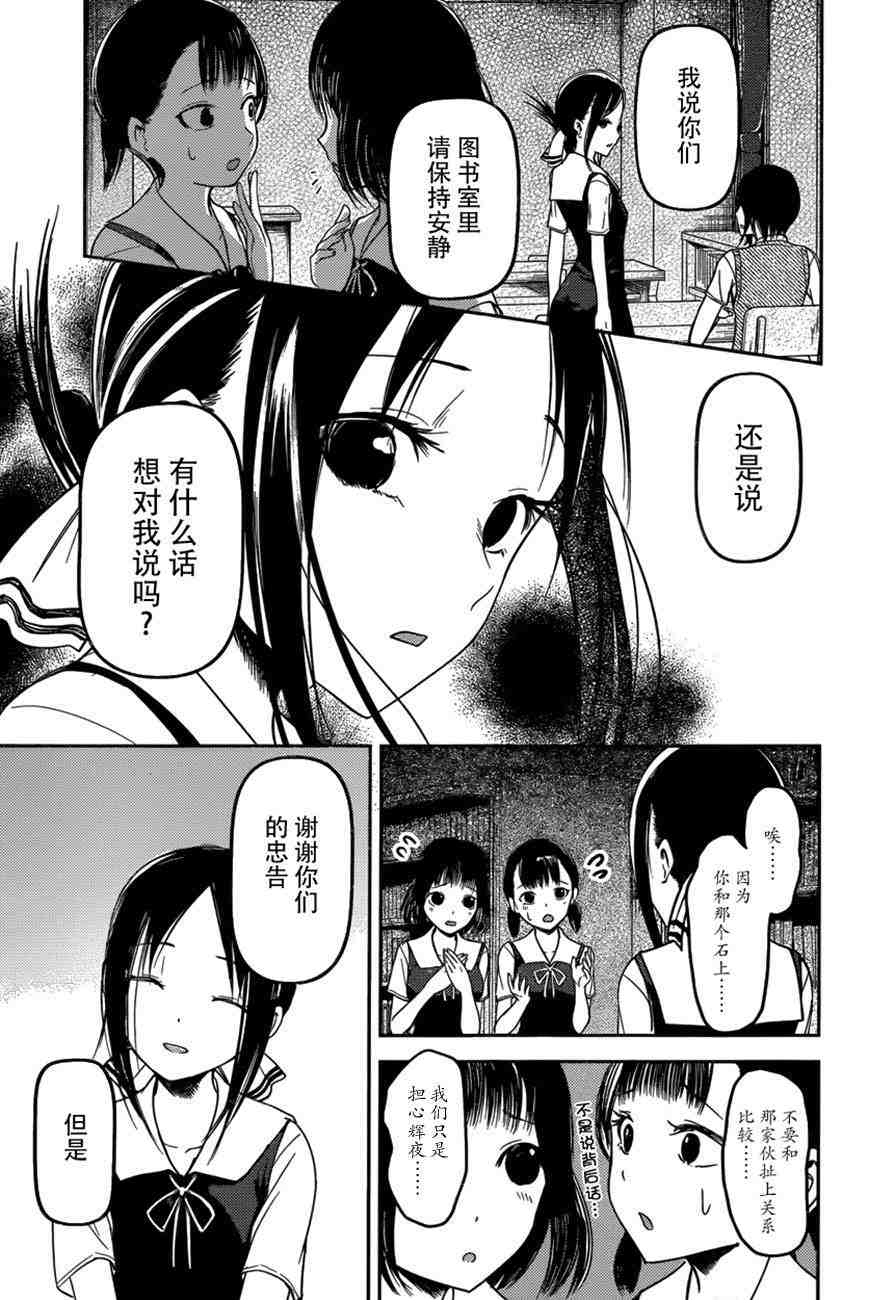 我说你们
图书室里
请保持安静
还是说
有什么话
想对我说吗?
唉……
因为
你和那个石上……
不要和
那家伙扯上关系
比较……
不是说背后话…
我们只是
担心辉夜……
谢谢你们
的忠告
但是